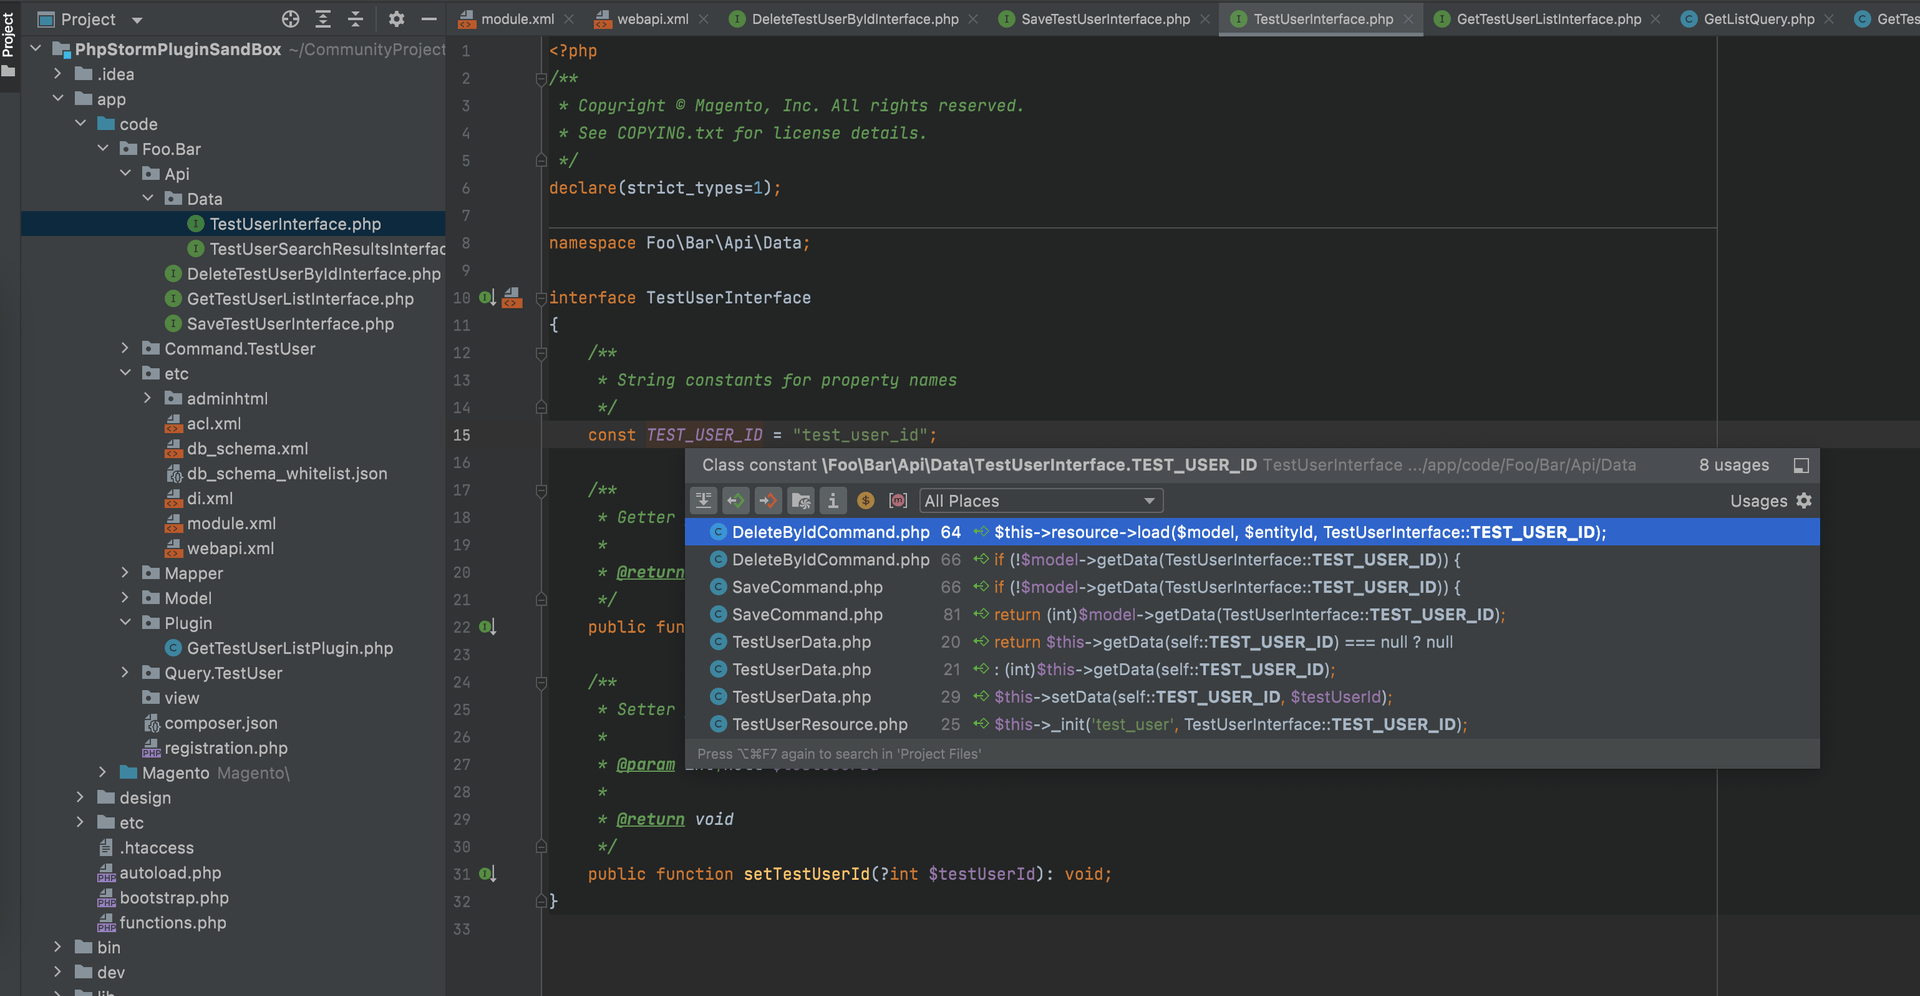 Project
Project
module.xml
webapi.xml
DeleteTestUserByIdInterface.php
SaveTestUserInterface.php
TestUserInterface.php
GetTestUserListInterface.php
GetListQuery.php
GetTes
PhpStormPluginSandBox ~/CommunityProject
.idea
app
code
Foo.Bar
Api
Data
TestUserInterface.php
TestUserSearchResultsInterfac
DeleteTestUserByIdInterface.php
GetTestUserListInterface.php
SaveTestUserInterface.php
Command.TestUser
etc
adminhtml
acl.xml
db_schema.xml
db_schema_whitelist.json
di.xml
module.xml
webapi.xml
Mapper
Model
Plugin
GetTestUserListPlugin.php
Query.TestUser
view
composer.json
registration.php
Magento Magento\
design
etc
.htaccess
autoload.php
bootstrap.php
functions.php
bin
dev
lib
1 <?php
2 /**
3 * Copyright © Magento, Inc. All rights reserved.
4 * See COPYING.txt for license details.
5 */
6 declare(strict_types=1);
7
8 namespace Foo\Bar\Api\Data;
9
10 interface TestUserInterface
11 {
12 /**
13 * String constants for property names
14 */
15 const TEST_USER_ID = "test_user_id";
16
17 /**
18 * Getter
19 *
20 * @return
21 */
22 public fun
23
24 /**
25 * Setter
26 *
27 * @param
28 *
29 * @return void
30 */
31 public function setTestUserId(?int $testUserId): void;
32 }
33
Class constant \Foo\Bar\Api\Data\TestUserInterface.TEST_USER_ID TestUserInterface .../app/code/Foo/Bar/Api/Data 8 usages
All Places Usages
DeleteByIdCommand.php 64 $this->resource->load($model, $entityId, TestUserInterface::TEST_USER_ID);
DeleteByIdCommand.php 66 if (!$model->getData(TestUserInterface::TEST_USER_ID)) {
SaveCommand.php 66 if (!$model->getData(TestUserInterface::TEST_USER_ID)) {
SaveCommand.php 81 return (int)$model->getData(TestUserInterface::TEST_USER_ID);
TestUserData.php 20 return $this->getData(self::TEST_USER_ID) === null ? null
TestUserData.php 21 : (int)$this->getData(self::TEST_USER_ID);
TestUserData.php 29 $this->setData(self::TEST_USER_ID, $testUserId);
TestUserResource.php 25 $this->_init('test_user', TestUserInterface::TEST_USER_ID);
Press ⌥⌘F7 again to search in 'Project Files'